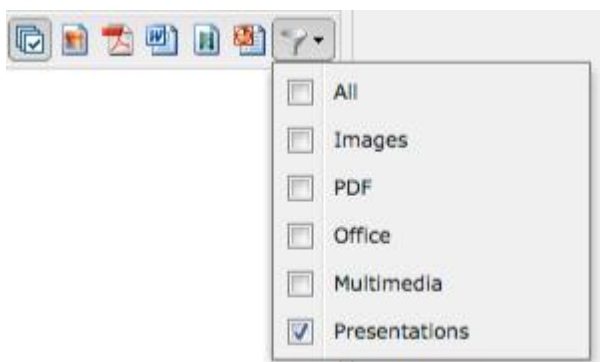 All
Images
PDF
Office
Multimedia
Presentations